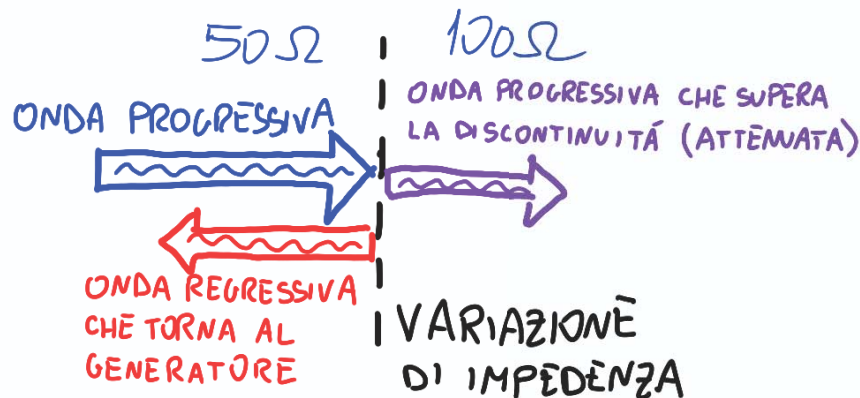 50Ω
100Ω
ONDA PROGRESSIVA
ONDA PROGRESSIVA CHE SUPERA
LA DISCONTINUITÁ (ATTENUATA)
ONDA REGRESSIVA
CHE TORNA AL
GENERATORE
VARIAZIONE
DI IMPEDENZA